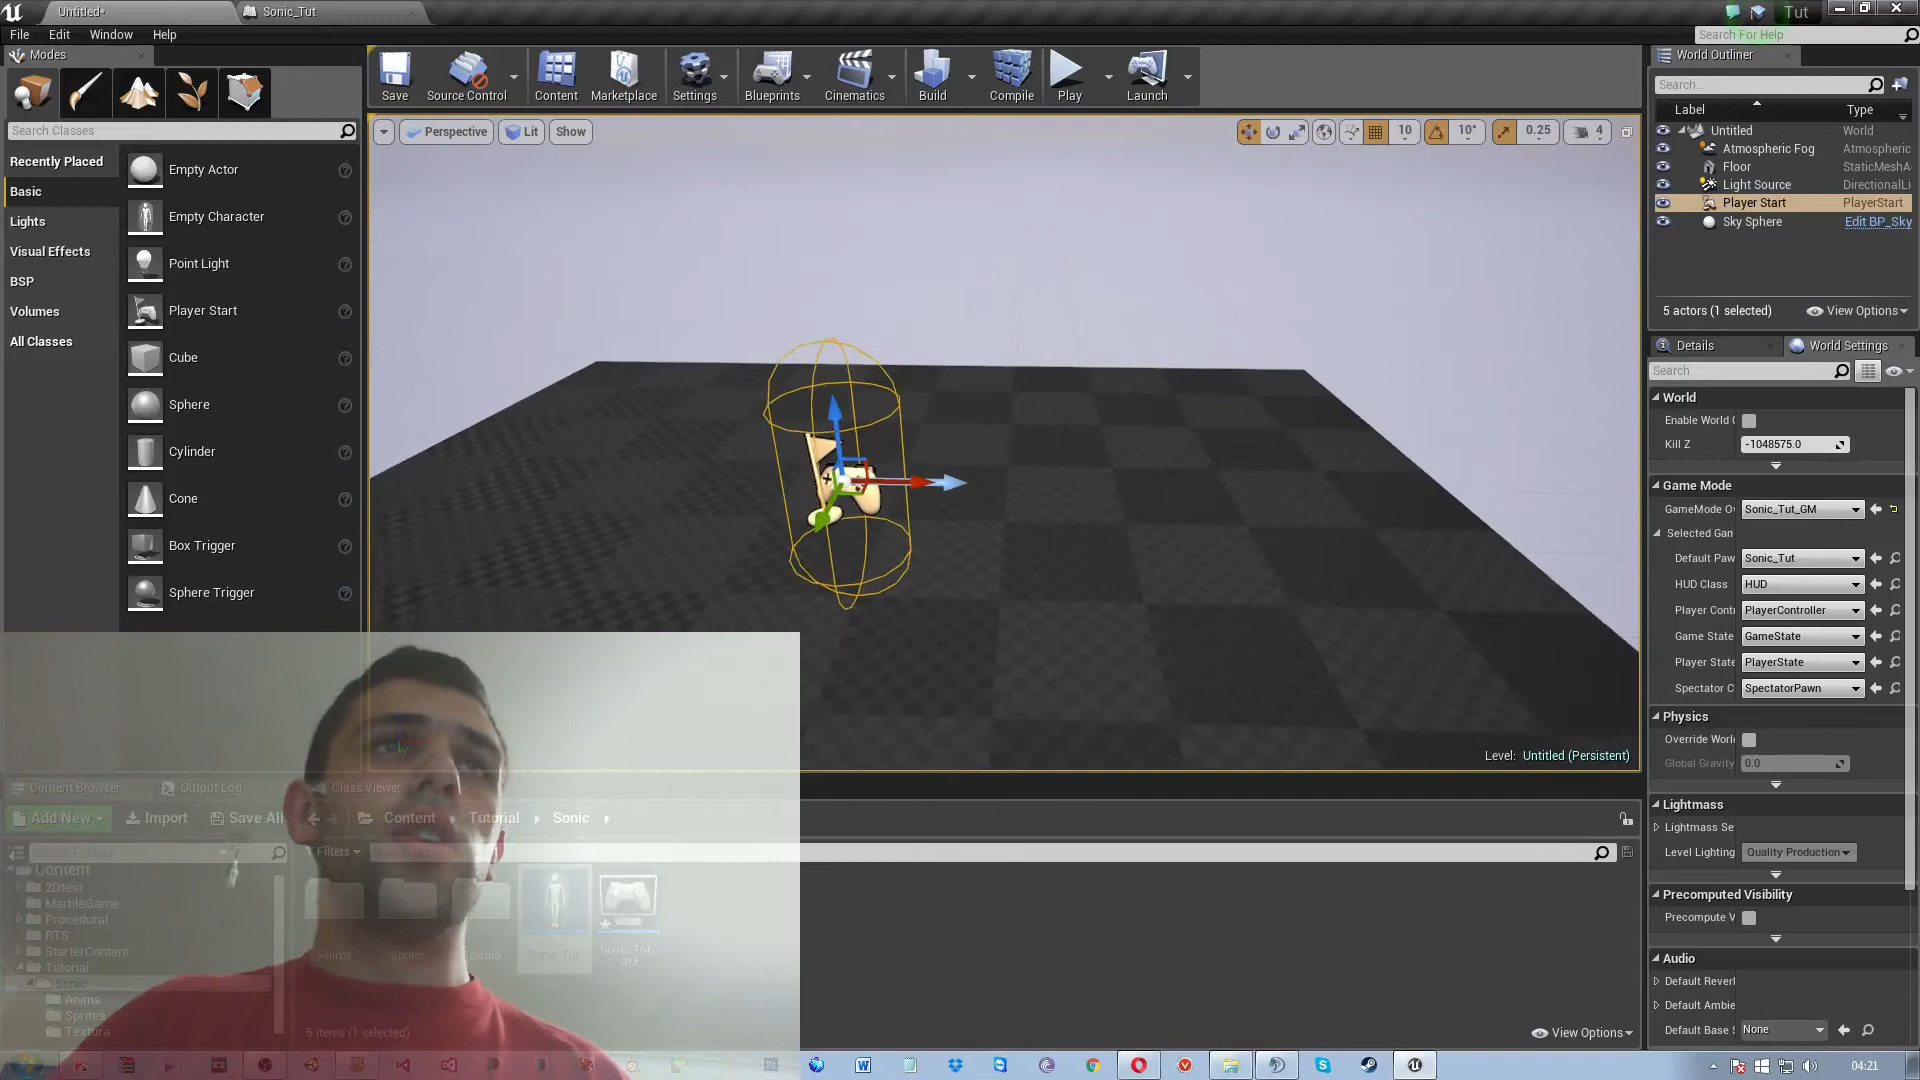 Untitled*
Sonic_Tut
Tut
File Edit Window Help
Search For Help
Modes
Search Classes
Recently Placed
Basic
Lights
Visual Effects
BSP
Volumes
All Classes
Empty Actor
Empty Character
Point Light
Player Start
Cube
Sphere
Cylinder
Cone
Box Trigger
Sphere Trigger
Save
Source Control
Content
Marketplace
Settings
Blueprints
Cinematics
Build
Compile
Play
Launch
Perspective
Lit
Show
10
10°
0.25
4
Level: Untitled (Persistent)
World Outliner
Search...
Label Type
Untitled World
Atmospheric Fog Atmospheric
Floor StaticMeshA
Light Source DirectionalLi
Player Start PlayerStart
Sky Sphere Edit BP_Sky
5 actors (1 selected)
View Options
Details
World Settings
Search
World
Enable World
Kill Z -1048575.0
Game Mode
GameMode Ov Sonic_Tut_GM
Selected Gam
Default Paw Sonic_Tut
HUD Class HUD
Player Contr PlayerController
Game State GameState
Player State PlayerState
Spectator C SpectatorPawn
Physics
Override Worl
Global Gravity 0.0
Lightmass
Lightmass Se
Level Lighting Quality Production
Precomputed Visibility
Precompute V
Audio
Default Rever
Default Ambie
Default Base S None
Content Browser
Output Log
Class Viewer
Add New
Import
Save All
Content
Tutorial
Sonic
Filters
Content
2Dtest
MarbleGame
Procedural
RTS
StarterContent
Tutorial
Sonic
Anims
Sprites
Textura
Anims
Sprites
Textura
Sonic_Tut
Sonic_Tut_
GM
5 items (1 selected)
View Options
04:21